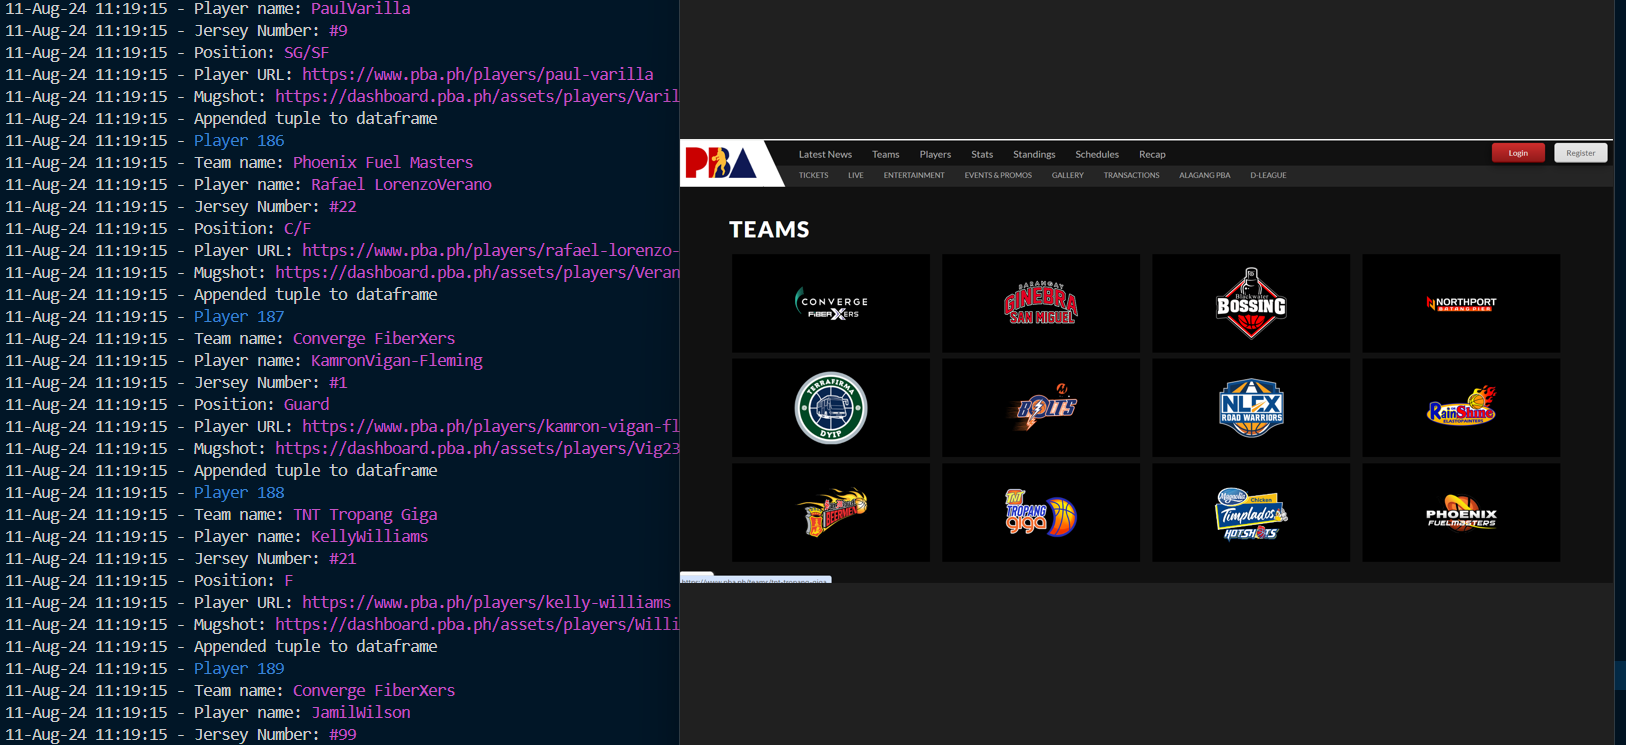 11-Aug-24 11:19:15 - Player name: PaulVarilla
11-Aug-24 11:19:15 - Jersey Number: #9
11-Aug-24 11:19:15 - Position: SG/SF
11-Aug-24 11:19:15 - Player URL: https://www.pba.ph/players/paul-varilla
11-Aug-24 11:19:15 - Mugshot: https://dashboard.pba.ph/assets/players/Varil
11-Aug-24 11:19:15 - Appended tuple to dataframe
11-Aug-24 11:19:15 - Player 186
11-Aug-24 11:19:15 - Team name: Phoenix Fuel Masters
11-Aug-24 11:19:15 - Player name: Rafael LorenzoVerano
11-Aug-24 11:19:15 - Jersey Number: #22
11-Aug-24 11:19:15 - Position: C/F
11-Aug-24 11:19:15 - Player URL: https://www.pba.ph/players/rafael-lorenzo-
11-Aug-24 11:19:15 - Mugshot: https://dashboard.pba.ph/assets/players/Veran
11-Aug-24 11:19:15 - Appended tuple to dataframe
11-Aug-24 11:19:15 - Player 187
11-Aug-24 11:19:15 - Team name: Converge FiberXers
11-Aug-24 11:19:15 - Player name: KamronVigan-Fleming
11-Aug-24 11:19:15 - Jersey Number: #1
11-Aug-24 11:19:15 - Position: Guard
11-Aug-24 11:19:15 - Player URL: https://www.pba.ph/players/kamron-vigan-fl
11-Aug-24 11:19:15 - Mugshot: https://dashboard.pba.ph/assets/players/Vig23
11-Aug-24 11:19:15 - Appended tuple to dataframe
11-Aug-24 11:19:15 - Player 188
11-Aug-24 11:19:15 - Team name: TNT Tropang Giga
11-Aug-24 11:19:15 - Player name: KellyWilliams
11-Aug-24 11:19:15 - Jersey Number: #21
11-Aug-24 11:19:15 - Position: F
11-Aug-24 11:19:15 - Player URL: https://www.pba.ph/players/kelly-williams
11-Aug-24 11:19:15 - Mugshot: https://dashboard.pba.ph/assets/players/Willi
11-Aug-24 11:19:15 - Appended tuple to dataframe
11-Aug-24 11:19:15 - Player 189
11-Aug-24 11:19:15 - Team name: Converge FiberXers
11-Aug-24 11:19:15 - Player name: JamilWilson
11-Aug-24 11:19:15 - Jersey Number: #99
PBA
Latest News Teams Players Stats Standings Schedules Recap
Login Register
TICKETS LIVE ENTERTAINMENT EVENTS & PROMOS GALLERY TRANSACTIONS ALAGANG PBA D-LEAGUE
TEAMS
CONVERGE
FIBERXERS
BARANGAY
GINEBRA
SAN MIGUEL
Blackwater
BOSSING
NORTHPORT
BATANG PIER
TERRAFIRMA
DYIP
BOLTS
NLEX
ROAD WARRIORS
Rain or Shine
ELASTOPAINTERS
BEERMEN
TNT
TROPANG
giga
Magnolia
Chicken
Timplados
HOTSHOTS
PHOENIX
FUELMASTERS
https://www.pba.ph/teams/tnt-tropang-giga